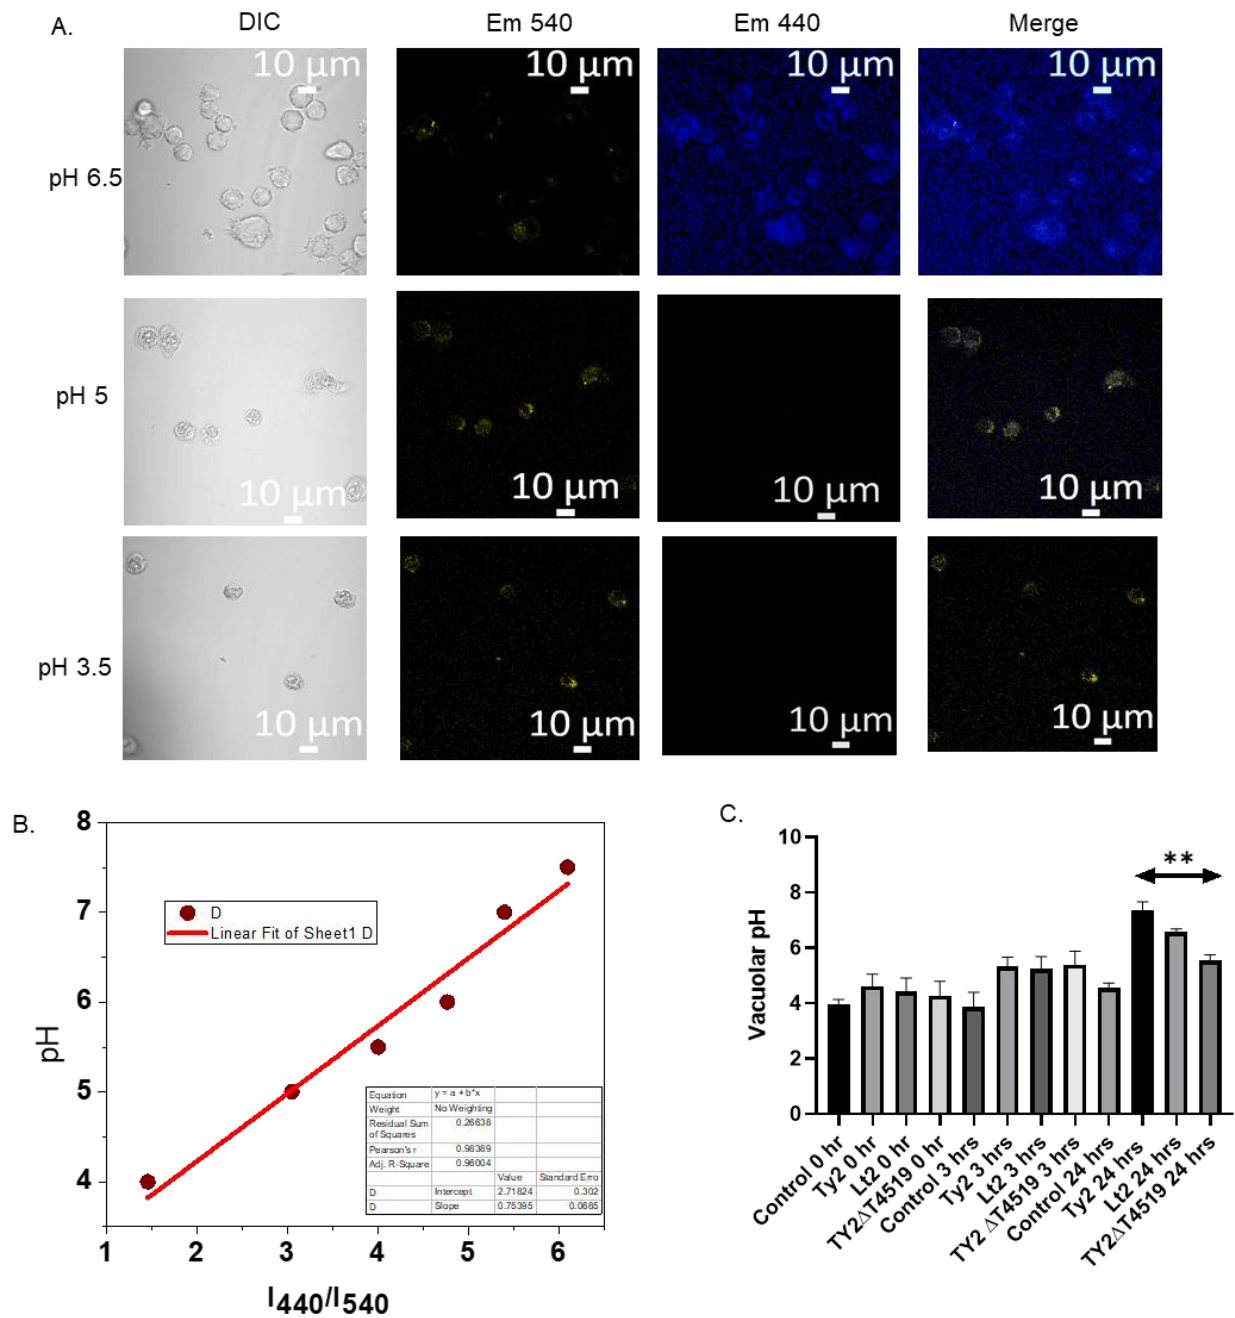 A.
DIC
Em 540
Em 440
Merge
pH 6.5
10 µm
10 µm
10 µm
10 µm
pH 5
10 µm
10 µm
10 µm
10 µm
pH 3.5
10 µm
10 µm
10 µm
10 µm
B.
8
7
6
5
4
pH
D
Linear Fit of Sheet1 D
Equation y = a + b*x
Weight No Weighting
Residual Sum of Squares 0.26638
Pearson's r 0.98389
Adj. R-Square 0.96004
Value Standard Erro
D Intercept 2.71824 0.302
D Slope 0.75395 0.0685
1 2 3 4 5 6
I440/I540
C.
10
8
6
4
2
0
Vacuolar pH
**
Control 0 hr
Ty2 0 hr
Lt2 0 hr
TY2ΔT4519 0 hr
Control 3 hrs
Ty2 3 hrs
Lt2 3 hrs
TY2 ΔT4519 3 hrs
Control 24 hrs
Ty2 24 hrs
Lt2 24 hrs
TY2ΔT4519 24 hrs